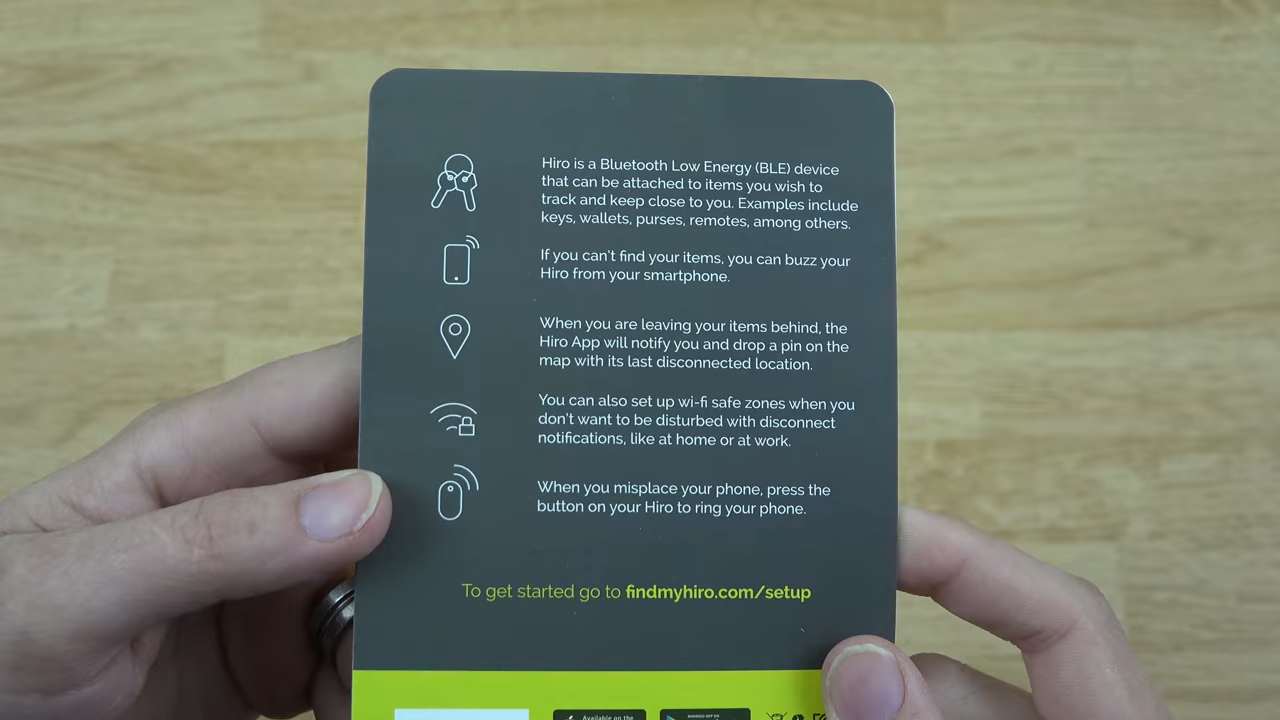 Hiro is a Bluetooth Low Energy (BLE) device
that can be attached to items you wish to
track and keep close to you. Examples include
keys, wallets, purses, remotes, among others.
If you can't find your items, you can buzz your
Hiro from your smartphone.
When you are leaving your items behind, the
Hiro App will notify you and drop a pin on the
map with its last disconnected location.
You can also set up wi-fi safe zones when you
don't want to be disturbed with disconnect
notifications, like at home or at work.
When you misplace your phone, press the
button on your Hiro to ring your phone.
To get started go to findmyhiro.com/setup
Available on the
ANDROID APP ON